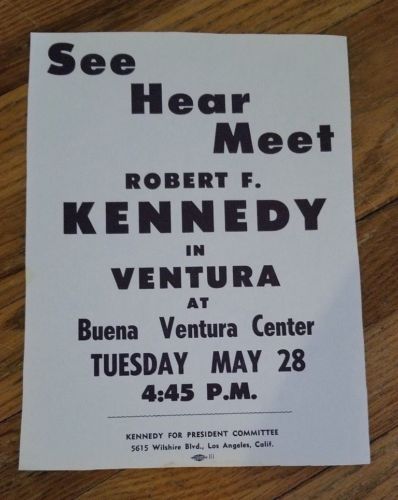 See
Hear
Meet
ROBERT F.
KENNEDY
IN
VENTURA
AT
Buena Ventura Center
TUESDAY MAY 28
4:45 P.M.
KENNEDY FOR PRESIDENT COMMITTEE
5615 Wilshire Blvd., Los Angeles, Calif.